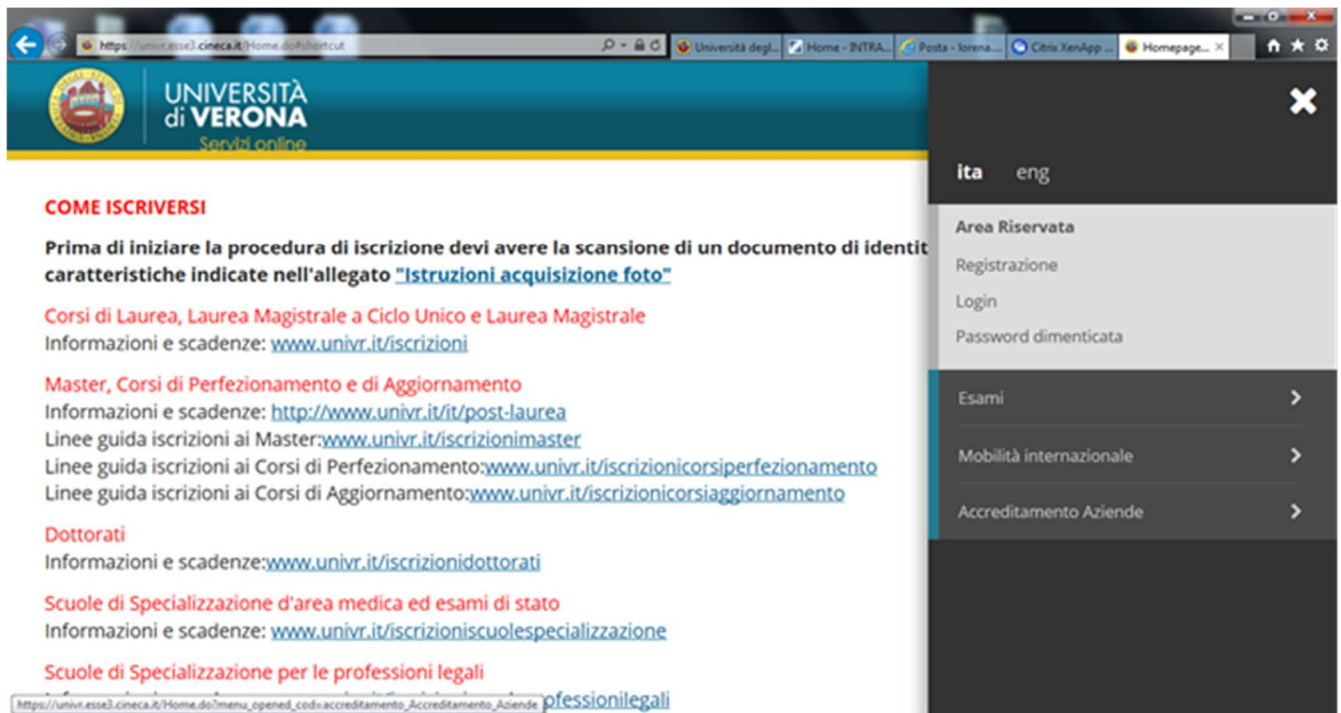 https://univr.esse3.cineca.it/Home.do#shortcut
Università degl...
Home - INTRA...
Posta - lorena...
Citrix XenApp ...
Homepage...
UNIVERSITÀ
di VERONA
Servizi online
ita eng
COME ISCRIVERSI
Prima di iniziare la procedura di iscrizione devi avere la scansione di un documento di identit
caratteristiche indicate nell'allegato "Istruzioni acquisizione foto"
Corsi di Laurea, Laurea Magistrale a Ciclo Unico e Laurea Magistrale
Informazioni e scadenze: www.univr.it/iscrizioni
Master, Corsi di Perfezionamento e di Aggiornamento
Informazioni e scadenze: http://www.univr.it/it/post-laurea
Linee guida iscrizioni ai Master:www.univr.it/iscrizionimaster
Linee guida iscrizioni ai Corsi di Perfezionamento:www.univr.it/iscrizionicorsiperfezionamento
Linee guida iscrizioni ai Corsi di Aggiornamento:www.univr.it/iscrizionicorsiaggiornamento
Dottorati
Informazioni e scadenze:www.univr.it/iscrizionidottorati
Scuole di Specializzazione d'area medica ed esami di stato
Informazioni e scadenze: www.univr.it/iscrizioniscuolespecializzazione
Scuole di Specializzazione per le professioni legali
ofessionilegali
https://univr.esse3.cineca.it/Home.do?menu_opened_cod=accreditamento_Accreditamento_Aziende
Area Riservata
Registrazione
Login
Password dimenticata
Esami
Mobilità internazionale
Accreditamento Aziende